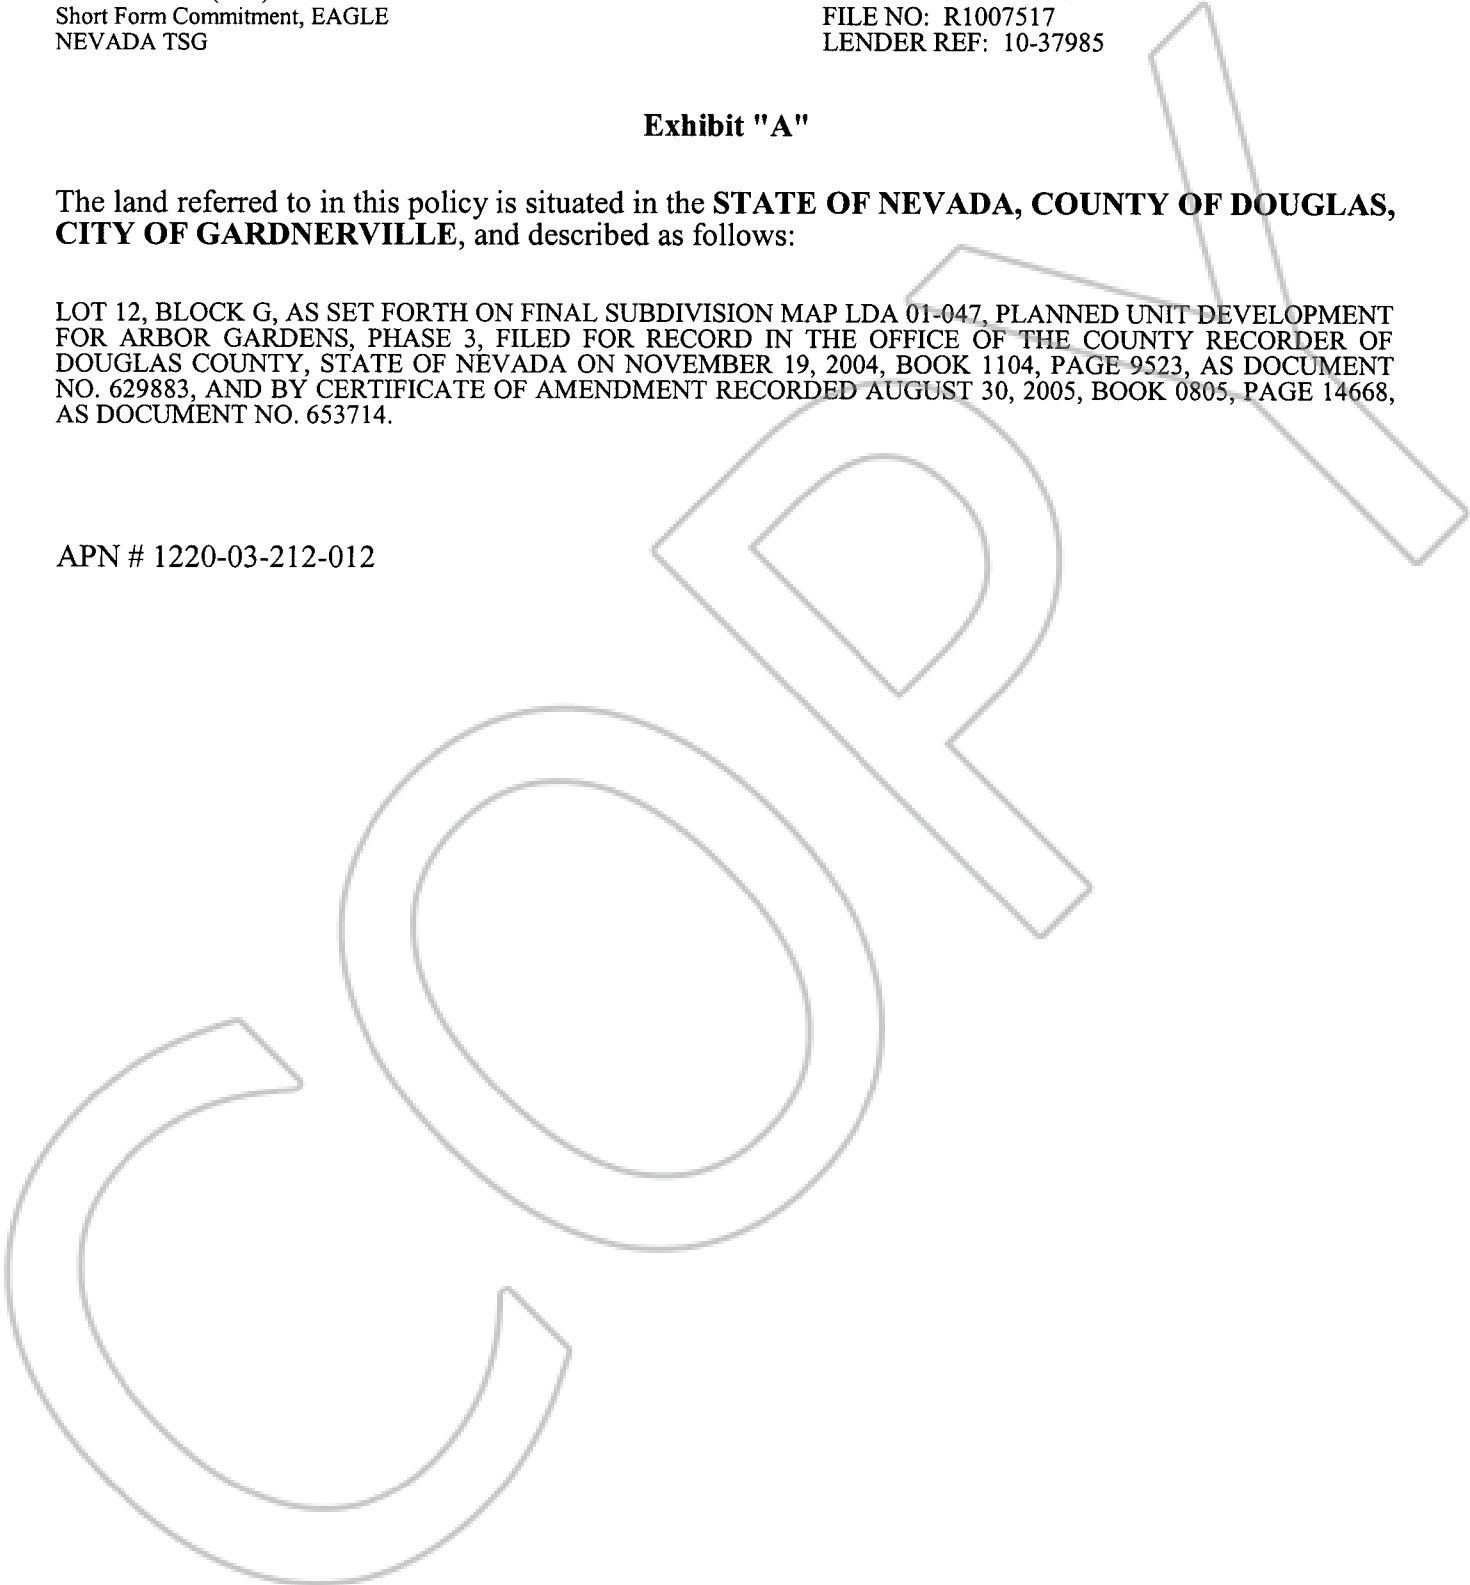 Short Form Commitment, EAGLE
NEVADA TSG
FILE NO: R1007517
LENDER REF: 10-37985
Exhibit "A"
The land referred to in this policy is situated in the STATE OF NEVADA, COUNTY OF DOUGLAS,
CITY OF GARDNERVILLE, and described as follows:
LOT 12, BLOCK G, AS SET FORTH ON FINAL SUBDIVISION MAP LDA 01-047, PLANNED UNIT DEVELOPMENT
FOR ARBOR GARDENS, PHASE 3, FILED FOR RECORD IN THE OFFICE OF THE COUNTY RECORDER OF
DOUGLAS COUNTY, STATE OF NEVADA ON NOVEMBER 19, 2004, BOOK 1104, PAGE 9523, AS DOCUMENT
NO. 629883, AND BY CERTIFICATE OF AMENDMENT RECORDED AUGUST 30, 2005, BOOK 0805, PAGE 14668,
AS DOCUMENT NO. 653714.
APN # 1220-03-212-012
COPY